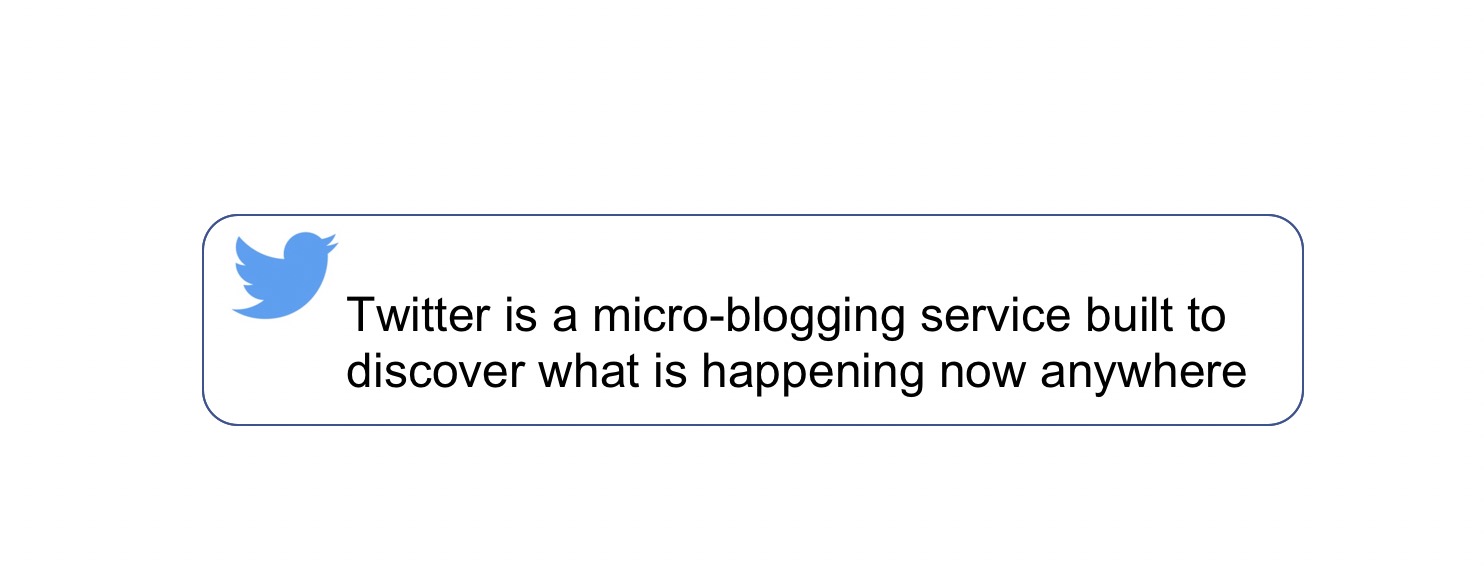 Twitter is a micro-blogging service built to
discover what is happening now anywhere